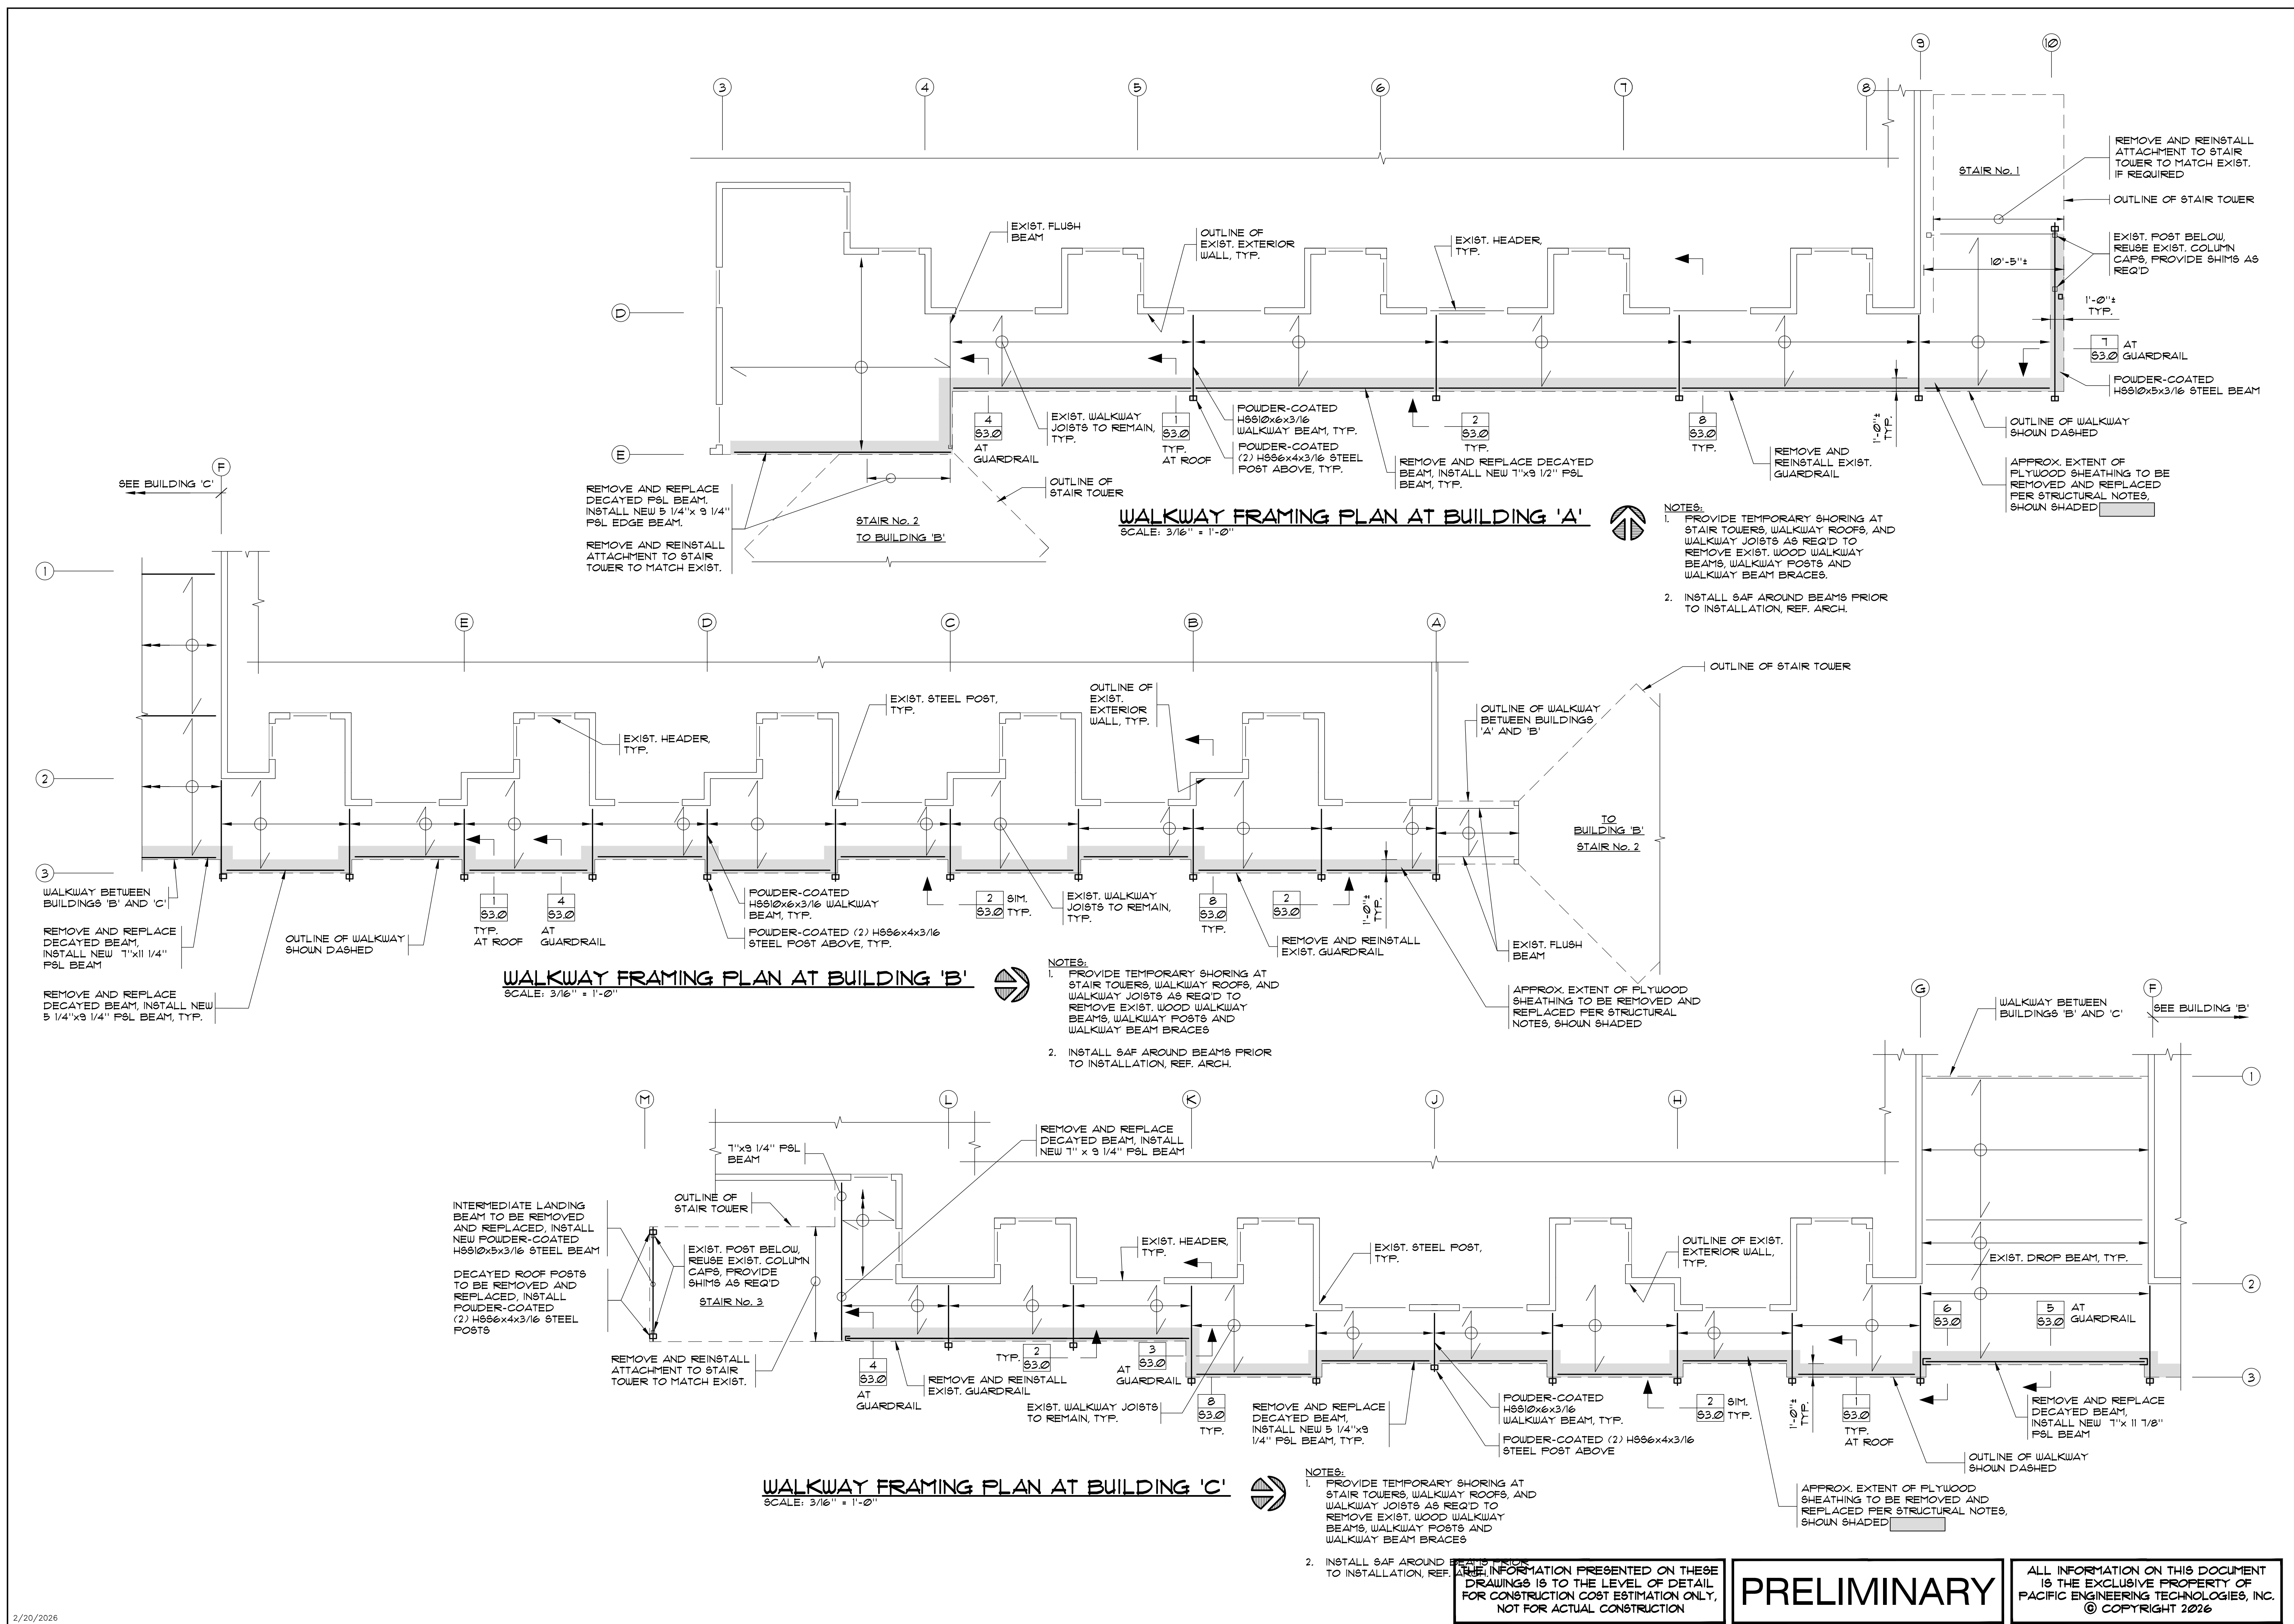 3
4
5
6
7
8
9
10
REMOVE AND REINSTALL
ATTACHMENT TO STAIR
TOWER TO MATCH EXIST.
IF REQUIRED
STAIR No. 1
OUTLINE OF STAIR TOWER
EXIST. FLUSH
BEAM
OUTLINE OF
EXIST. EXTERIOR
WALL, TYP.
EXIST. HEADER,
TYP.
EXIST. POST BELOW,
REUSE EXIST. COLUMN
CAPS, PROVIDE SHIMS AS
REQ'D
10'-5"±
1'-0"±
TYP.
D
7
S3.0
AT
GUARDRAIL
POWDER-COATED
HSS10x5x3/16 STEEL BEAM
4
S3.0
AT
GUARDRAIL
EXIST. WALKWAY
JOISTS TO REMAIN,
TYP.
1
S3.0
TYP.
AT ROOF
POWDER-COATED
HSS10x6x3/16
WALKWAY BEAM, TYP.
POWDER-COATED
(2) HSS6x4x3/16 STEEL
POST ABOVE, TYP.
2
S3.0
TYP.
REMOVE AND REPLACE DECAYED
BEAM, INSTALL NEW 7"x9 1/2" PSL
BEAM, TYP.
8
S3.0
TYP.
REMOVE AND
REINSTALL EXIST.
GUARDRAIL
1'-0"±
TYP.
OUTLINE OF WALKWAY
SHOWN DASHED
APPROX. EXTENT OF
PLYWOOD SHEATHING TO BE
REMOVED AND REPLACED
PER STRUCTURAL NOTES,
SHOWN SHADED
E
REMOVE AND REPLACE
DECAYED PSL BEAM.
INSTALL NEW 5 1/4"x 9 1/4"
PSL EDGE BEAM.
REMOVE AND REINSTALL
ATTACHMENT TO STAIR
TOWER TO MATCH EXIST.
OUTLINE OF
STAIR TOWER
STAIR No. 2
TO BUILDING 'B'
WALKWAY FRAMING PLAN AT BUILDING 'A'
SCALE: 3/16" = 1'-0"
NOTES:
1. PROVIDE TEMPORARY SHORING AT
STAIR TOWERS, WALKWAY ROOFS, AND
WALKWAY JOISTS AS REQ'D TO
REMOVE EXIST. WOOD WALKWAY
BEAMS, WALKWAY POSTS AND
WALKWAY BEAM BRACES.
2. INSTALL SAF AROUND BEAMS PRIOR
TO INSTALLATION, REF. ARCH.
F
SEE BUILDING 'C'
1
E
D
C
B
A
OUTLINE OF STAIR TOWER
EXIST. STEEL POST,
TYP.
OUTLINE OF
EXIST.
EXTERIOR
WALL, TYP.
OUTLINE OF WALKWAY
BETWEEN BUILDINGS
'A' AND 'B'
EXIST. HEADER,
TYP.
2
TO
BUILDING 'B'
STAIR No. 2
3
WALKWAY BETWEEN
BUILDINGS 'B' AND 'C'
REMOVE AND REPLACE
DECAYED BEAM,
INSTALL NEW 7"x11 1/4"
PSL BEAM
REMOVE AND REPLACE
DECAYED BEAM, INSTALL NEW
5 1/4"x9 1/4" PSL BEAM, TYP.
OUTLINE OF WALKWAY
SHOWN DASHED
1
S3.0
TYP.
AT ROOF
4
S3.0
AT
GUARDRAIL
POWDER-COATED
HSS10x6x3/16 WALKWAY
BEAM, TYP.
POWDER-COATED (2) HSS6x4x3/16
STEEL POST ABOVE, TYP.
2
S3.0
SIM.
TYP.
EXIST. WALKWAY
JOISTS TO REMAIN,
TYP.
8
S3.0
TYP.
2
S3.0
1'-0"±
TYP.
REMOVE AND REINSTALL
EXIST. GUARDRAIL
EXIST. FLUSH
BEAM
APPROX. EXTENT OF PLYWOOD
SHEATHING TO BE REMOVED AND
REPLACED PER STRUCTURAL
NOTES, SHOWN SHADED
WALKWAY FRAMING PLAN AT BUILDING 'B'
SCALE: 3/16" = 1'-0"
NOTES:
1. PROVIDE TEMPORARY SHORING AT
STAIR TOWERS, WALKWAY ROOFS, AND
WALKWAY JOISTS AS REQ'D TO
REMOVE EXIST. WOOD WALKWAY
BEAMS, WALKWAY POSTS AND
WALKWAY BEAM BRACES
2. INSTALL SAF AROUND BEAMS PRIOR
TO INSTALLATION, REF. ARCH.
G
F
WALKWAY BETWEEN
BUILDINGS 'B' AND 'C'
SEE BUILDING 'B'
1
M
L
K
J
H
7"x9 1/4" PSL
BEAM
REMOVE AND REPLACE
DECAYED BEAM, INSTALL
NEW 7" x 9 1/4" PSL BEAM
INTERMEDIATE LANDING
BEAM TO BE REMOVED
AND REPLACED, INSTALL
NEW POWDER-COATED
HSS10x5x3/16 STEEL BEAM
DECAYED ROOF POSTS
TO BE REMOVED AND
REPLACED, INSTALL
POWDER-COATED
(2) HSS6x4x3/16 STEEL
POSTS
OUTLINE OF
STAIR TOWER
EXIST. POST BELOW,
REUSE EXIST. COLUMN
CAPS, PROVIDE
SHIMS AS REQ'D
STAIR No. 3
EXIST. HEADER,
TYP.
EXIST. STEEL POST,
TYP.
OUTLINE OF EXIST.
EXTERIOR WALL,
TYP.
EXIST. DROP BEAM, TYP.
2
6
S3.0
5
S3.0
AT
GUARDRAIL
REMOVE AND REINSTALL
ATTACHMENT TO STAIR
TOWER TO MATCH EXIST.
4
S3.0
AT
GUARDRAIL
REMOVE AND REINSTALL
EXIST. GUARDRAIL
TYP.
2
S3.0
3
S3.0
AT
GUARDRAIL
EXIST. WALKWAY JOISTS
TO REMAIN, TYP.
8
S3.0
TYP.
REMOVE AND REPLACE
DECAYED BEAM,
INSTALL NEW 5 1/4"x9
1/4" PSL BEAM, TYP.
POWDER-COATED
HSS10x6x3/16
WALKWAY BEAM, TYP.
POWDER-COATED (2) HSS6x4x3/16
STEEL POST ABOVE
2
S3.0
SIM.
TYP.
1'-0"±
TYP.
1
S3.0
TYP.
AT ROOF
3
REMOVE AND REPLACE
DECAYED BEAM,
INSTALL NEW 7"x 11 7/8"
PSL BEAM
OUTLINE OF WALKWAY
SHOWN DASHED
APPROX. EXTENT OF PLYWOOD
SHEATHING TO BE REMOVED AND
REPLACED PER STRUCTURAL NOTES,
SHOWN SHADED
WALKWAY FRAMING PLAN AT BUILDING 'C'
SCALE: 3/16" = 1'-0"
NOTES:
1. PROVIDE TEMPORARY SHORING AT
STAIR TOWERS, WALKWAY ROOFS, AND
WALKWAY JOISTS AS REQ'D TO
REMOVE EXIST. WOOD WALKWAY
BEAMS, WALKWAY POSTS AND
WALKWAY BEAM BRACES
2. INSTALL SAF AROUND BEAMS PRIOR
TO INSTALLATION, REF. ARCH.
THE INFORMATION PRESENTED ON THESE
DRAWINGS IS TO THE LEVEL OF DETAIL
FOR CONSTRUCTION COST ESTIMATION ONLY,
NOT FOR ACTUAL CONSTRUCTION
PRELIMINARY
ALL INFORMATION ON THIS DOCUMENT
IS THE EXCLUSIVE PROPERTY OF
PACIFIC ENGINEERING TECHNOLOGIES, INC.
© COPYRIGHT 2026
2/20/2026